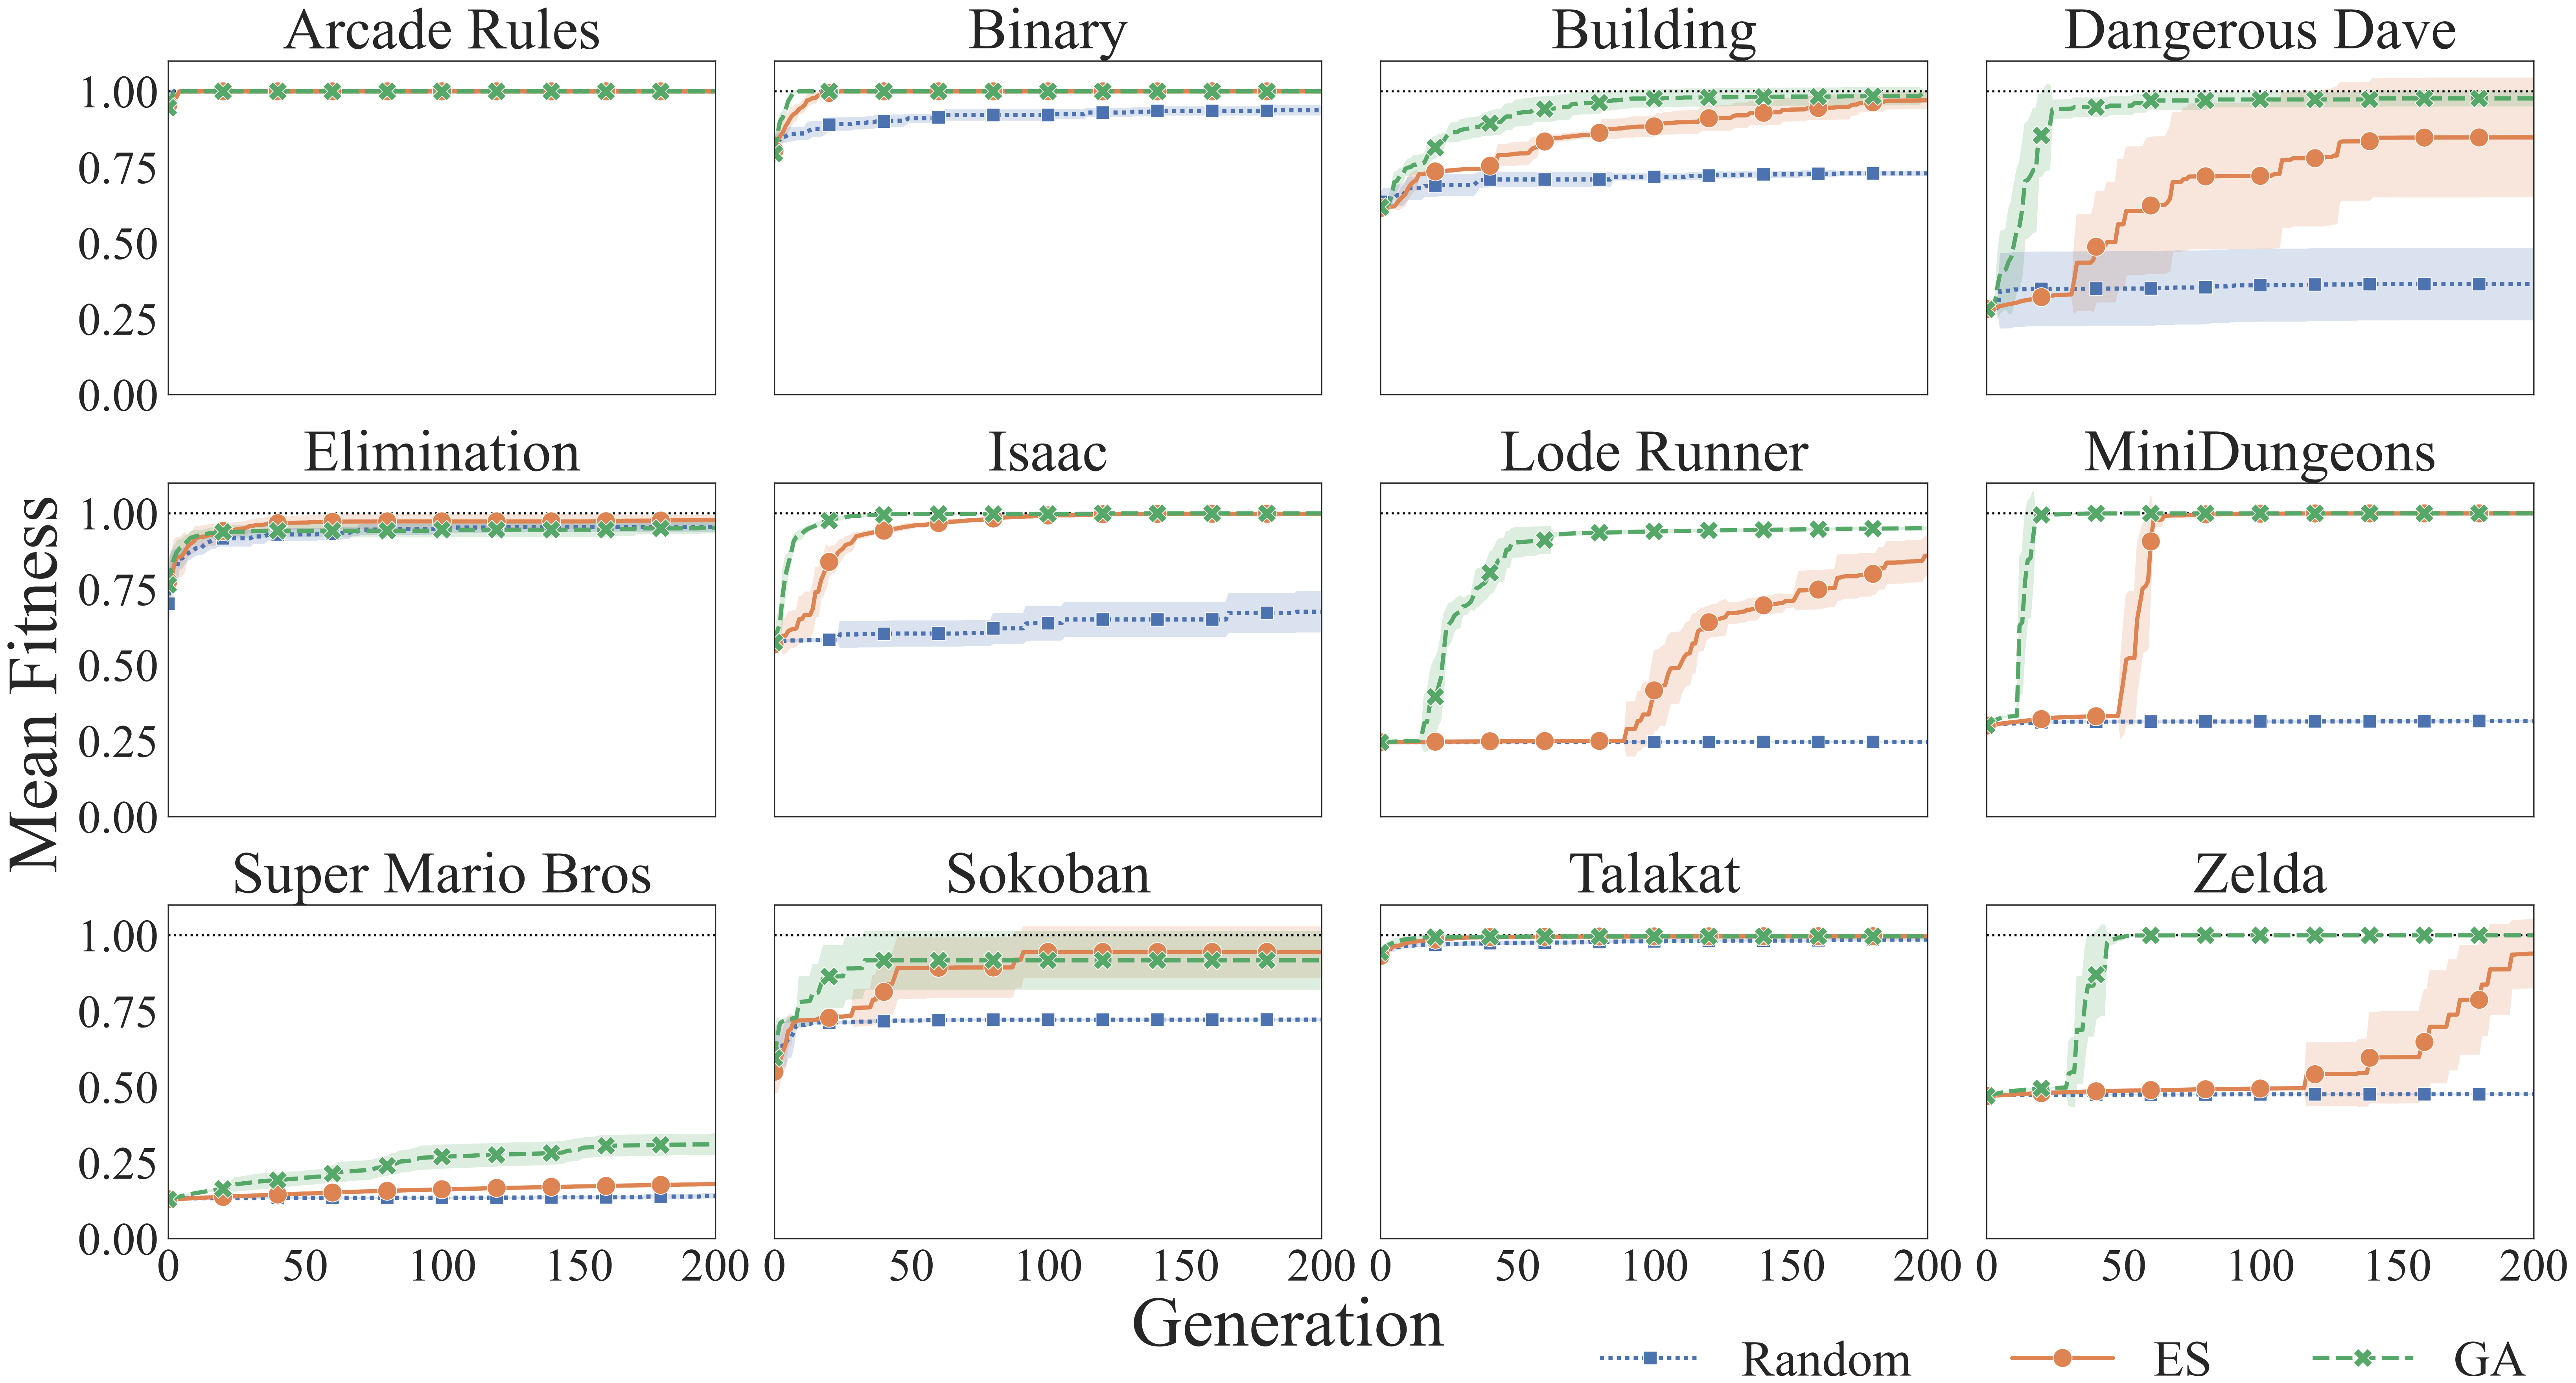 Arcade Rules Binary Building Dangerous Dave
1.00
0.75
0.50
0.25
0.00
Elimination Isaac Lode Runner MiniDungeons
1.00
0.75
0.50
0.25
0.00
Mean Fitness
Super Mario Bros Sokoban Talakat Zelda
1.00
0.75
0.50
0.25
0.00
0 50 100 150 200 0 50 100 150 200 0 50 100 150 200 0 50 100 150 200
Generation
Random ES GA